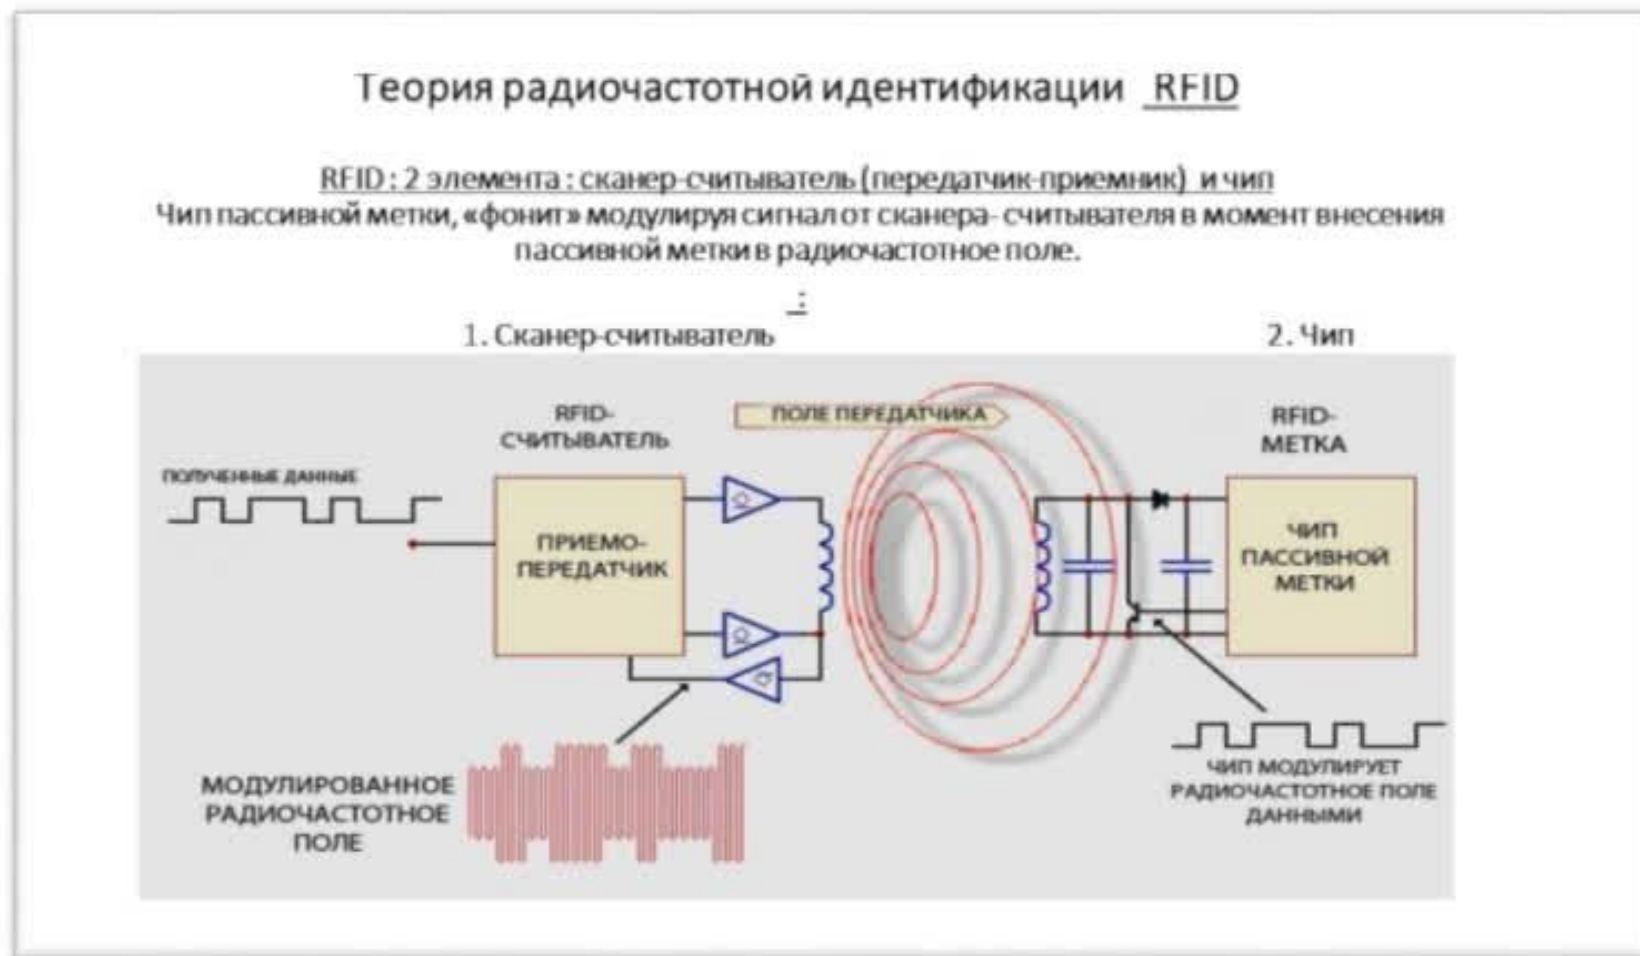 Теория радиочастотной идентификации RFID
RFID : 2 элемента : сканер-считыватель (передатчик-приемник) и чип
Чип пассивной метки, «фонит» модулируя сигнал от сканера- считывателя в момент внесения
пассивной метки в радиочастотное поле.
:
1. Сканер-считыватель
2. Чип
RFID-
СЧИТЫВАТЕЛЬ
ПОЛЕ ПЕРЕДАТЧИКА
RFID-
МЕТКА
ПОЛУЧЕННЫЕ ДАННЫЕ
ПРИЕМО-
ПЕРЕДАТЧИК
ЧИП
ПАССИВНОЙ
МЕТКИ
МОДУЛИРОВАННОЕ
РАДИОЧАСТОТНОЕ
ПОЛЕ
ЧИП МОДУЛИРУЕТ
РАДИОЧАСТОТНОЕ ПОЛЕ
ДАННЫМИ